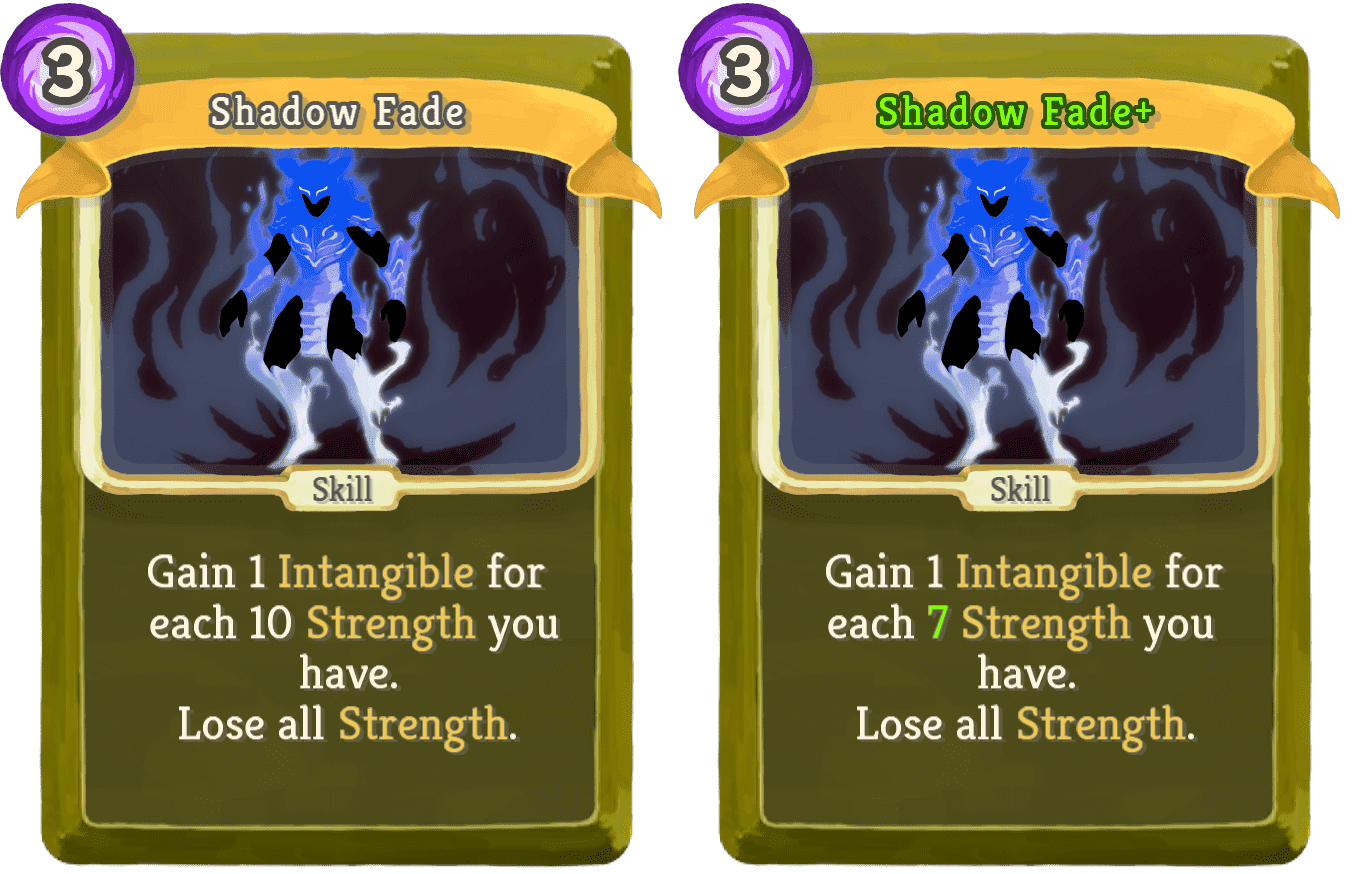 3
Shadow Fade
Skill
Gain 1 Intangible for
each 10 Strength you
have.
Lose all Strength.
3
Shadow Fade+
Skill
Gain 1 Intangible for
each 7 Strength you
have.
Lose all Strength.